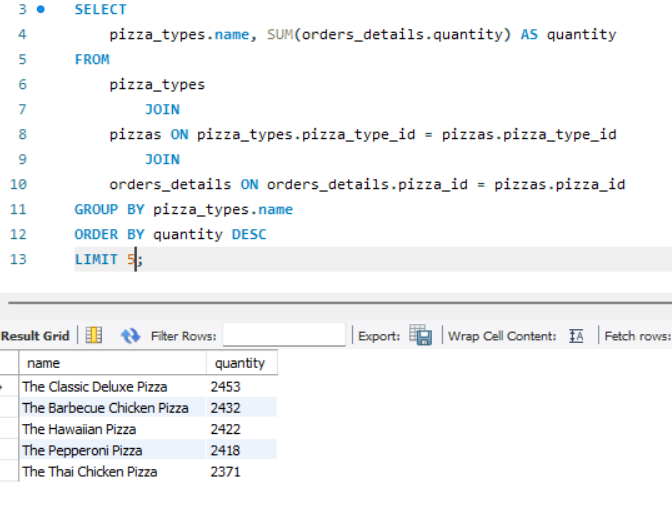 3 SELECT
4 pizza_types.name, SUM(orders_details.quantity) AS quantity
5 FROM
6 pizza_types
7 JOIN
8 pizzas ON pizza_types.pizza_type_id = pizzas.pizza_type_id
9 JOIN
10 orders_details ON orders_details.pizza_id = pizzas.pizza_id
11 GROUP BY pizza_types.name
12 ORDER BY quantity DESC
13 LIMIT 5;
Result Grid Filter Rows: Export: Wrap Cell Content: Fetch rows:
name quantity
The Classic Deluxe Pizza 2453
The Barbecue Chicken Pizza 2432
The Hawaiian Pizza 2422
The Pepperoni Pizza 2418
The Thai Chicken Pizza 2371